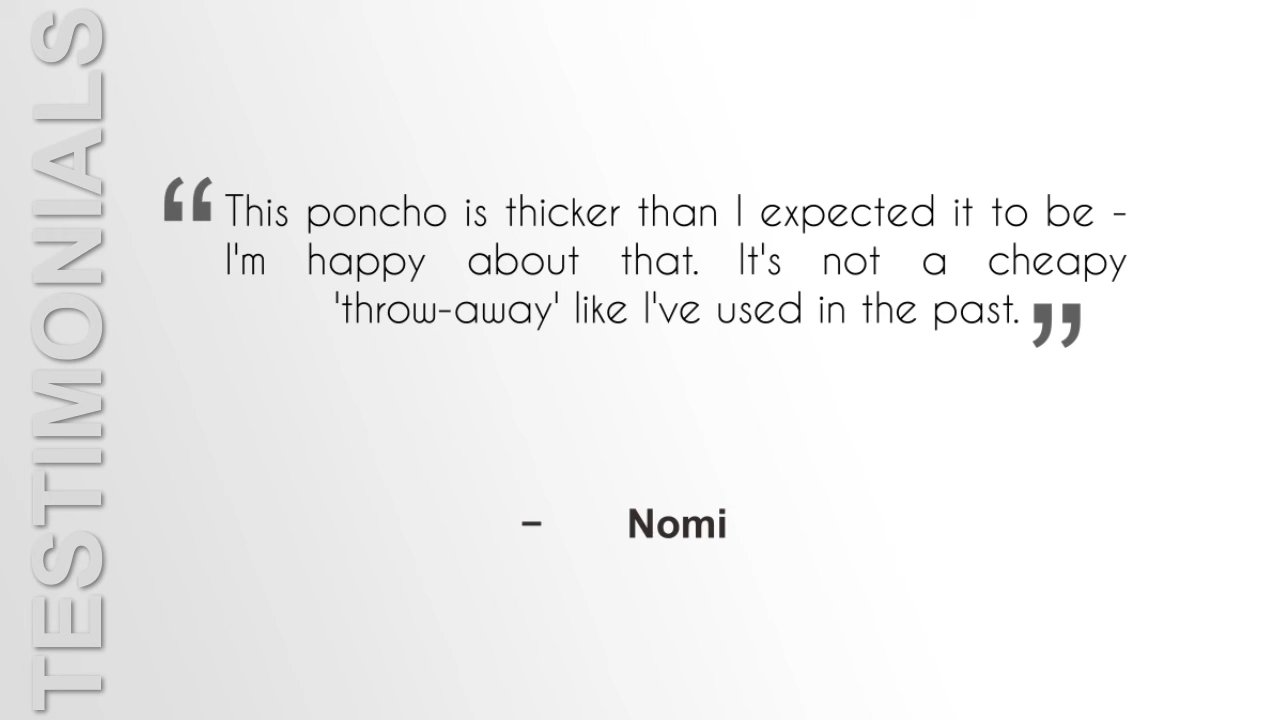 TESTIMONIALS
“This poncho is thicker than I expected it to be -
I'm happy about that. It's not a cheapy
'throw-away' like I've used in the past.”
- Nomi